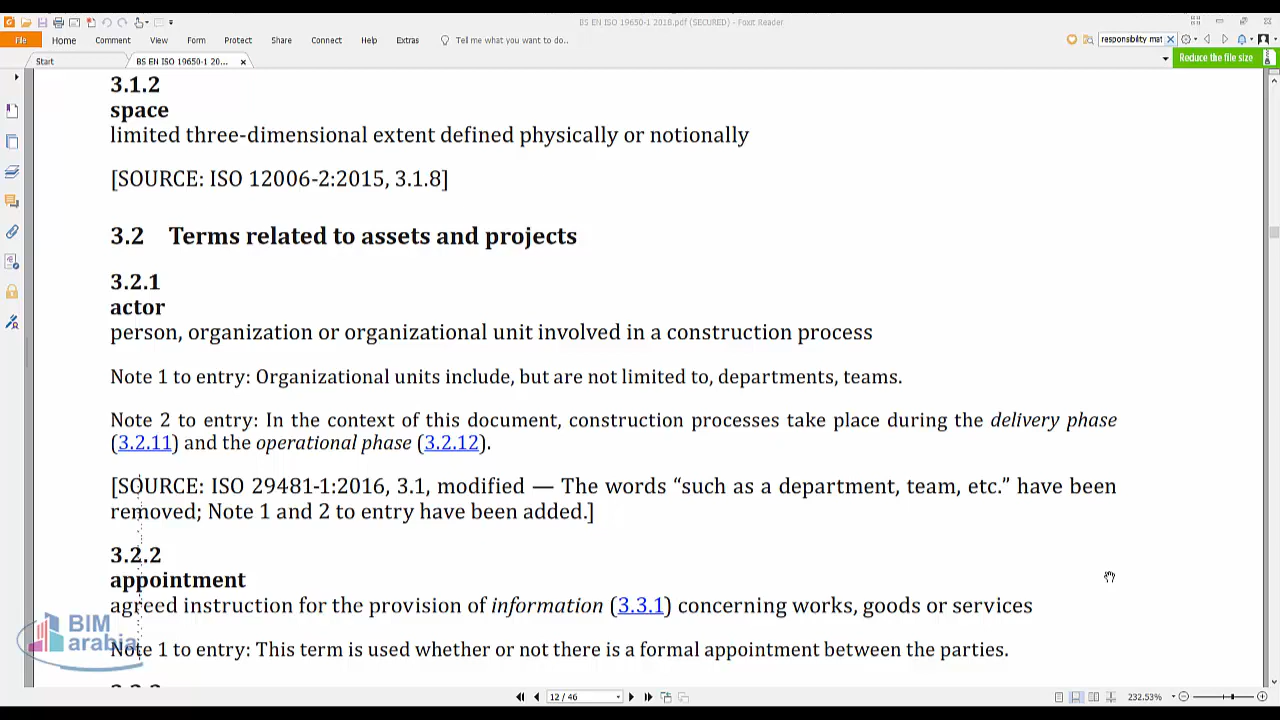 BS EN ISO 19650-1 2018.pdf (SECURED) - Foxit Reader
File Home Comment View Form Protect Share Connect Help Extras Tell me what you want to do.. responsibility mat
Start BS EN ISO 19650-1 20... Reduce the file size
3.1.2
space
limited three-dimensional extent defined physically or notionally
[SOURCE: ISO 12006-2:2015, 3.1.8]
3.2 Terms related to assets and projects
3.2.1
actor
person, organization or organizational unit involved in a construction process
Note 1 to entry: Organizational units include, but are not limited to, departments, teams.
Note 2 to entry: In the context of this document, construction processes take place during the delivery phase
(3.2.11) and the operational phase (3.2.12).
[SOURCE: ISO 29481-1:2016, 3.1, modified — The words “such as a department, team, etc.” have been
removed; Note 1 and 2 to entry have been added.]
3.2.2
appointment
agreed instruction for the provision of information (3.3.1) concerning works, goods or services
BIM
arabia
Note 1 to entry: This term is used whether or not there is a formal appointment between the parties.
12 / 46 232.53%